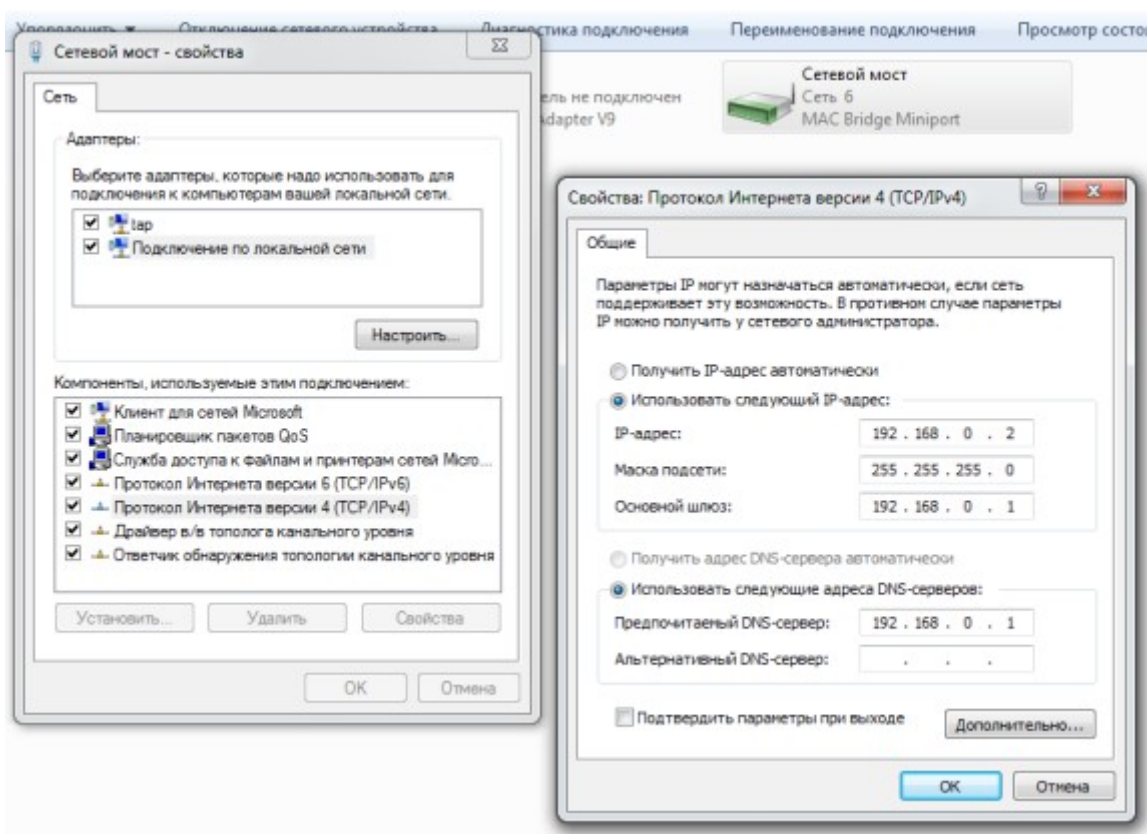 Упорядочить
Отключение сетевого устройства
Диагностика подключения
Переименование подключения
Просмотр состо
Сетевой мост - свойства
Сеть
Адаптеры:
Выберите адаптеры, которые надо использовать для
подключения к компьютерам вашей локальной сети.
tap
Подключение по локальной сети
Настроить...
Компоненты, используемые этим подключением:
Клиент для сетей Microsoft
Планировщик пакетов QoS
Служба доступа к файлам и принтерам сетей Micro...
Протокол Интернета версии 6 (TCP/IPv6)
Протокол Интернета версии 4 (TCP/IPv4)
Драйвер в/в тополога канального уровня
Ответчик обнаружения топологии канального уровня
Установить...
Удалить
Свойства
OK
Отмена
ель не подключен
dapter V9
Сетевой мост
Сеть 6
MAC Bridge Miniport
Свойства: Протокол Интернета версии 4 (TCP/IPv4)
Общие
Параметры IP могут назначаться автоматически, если сеть
поддерживает эту возможность. В противном случае параметры
IP можно получить у сетевого администратора.
Получить IP-адрес автоматически
Использовать следующий IP-адрес:
IP-адрес: 192 . 168 . 0 . 2
Маска подсети: 255 . 255 . 255 . 0
Основной шлюз: 192 . 168 . 0 . 1
Получить адрес DNS-сервера автоматически
Использовать следующие адреса DNS-серверов:
Предпочитаемый DNS-сервер: 192 . 168 . 0 . 1
Альтернативный DNS-сервер: . . .
Подтвердить параметры при выходе
Дополнительно...
OK
Отмена